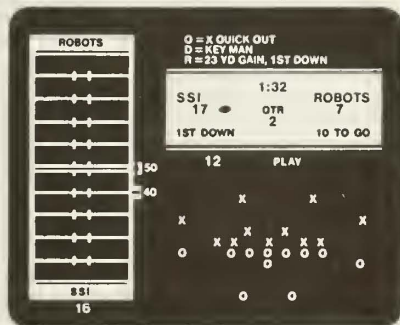 ROBOTS
O = X QUICK OUT
D = KEY MAN
R = 23 YD GAIN, 1ST DOWN
1:32
SSI ROBOTS
17 QTR 7
2
1ST DOWN 10 TO GO
12 PLAY
50
40
X X
X X
X X
X X X X X X
O O O O O O O
O O
O O
SSI
16